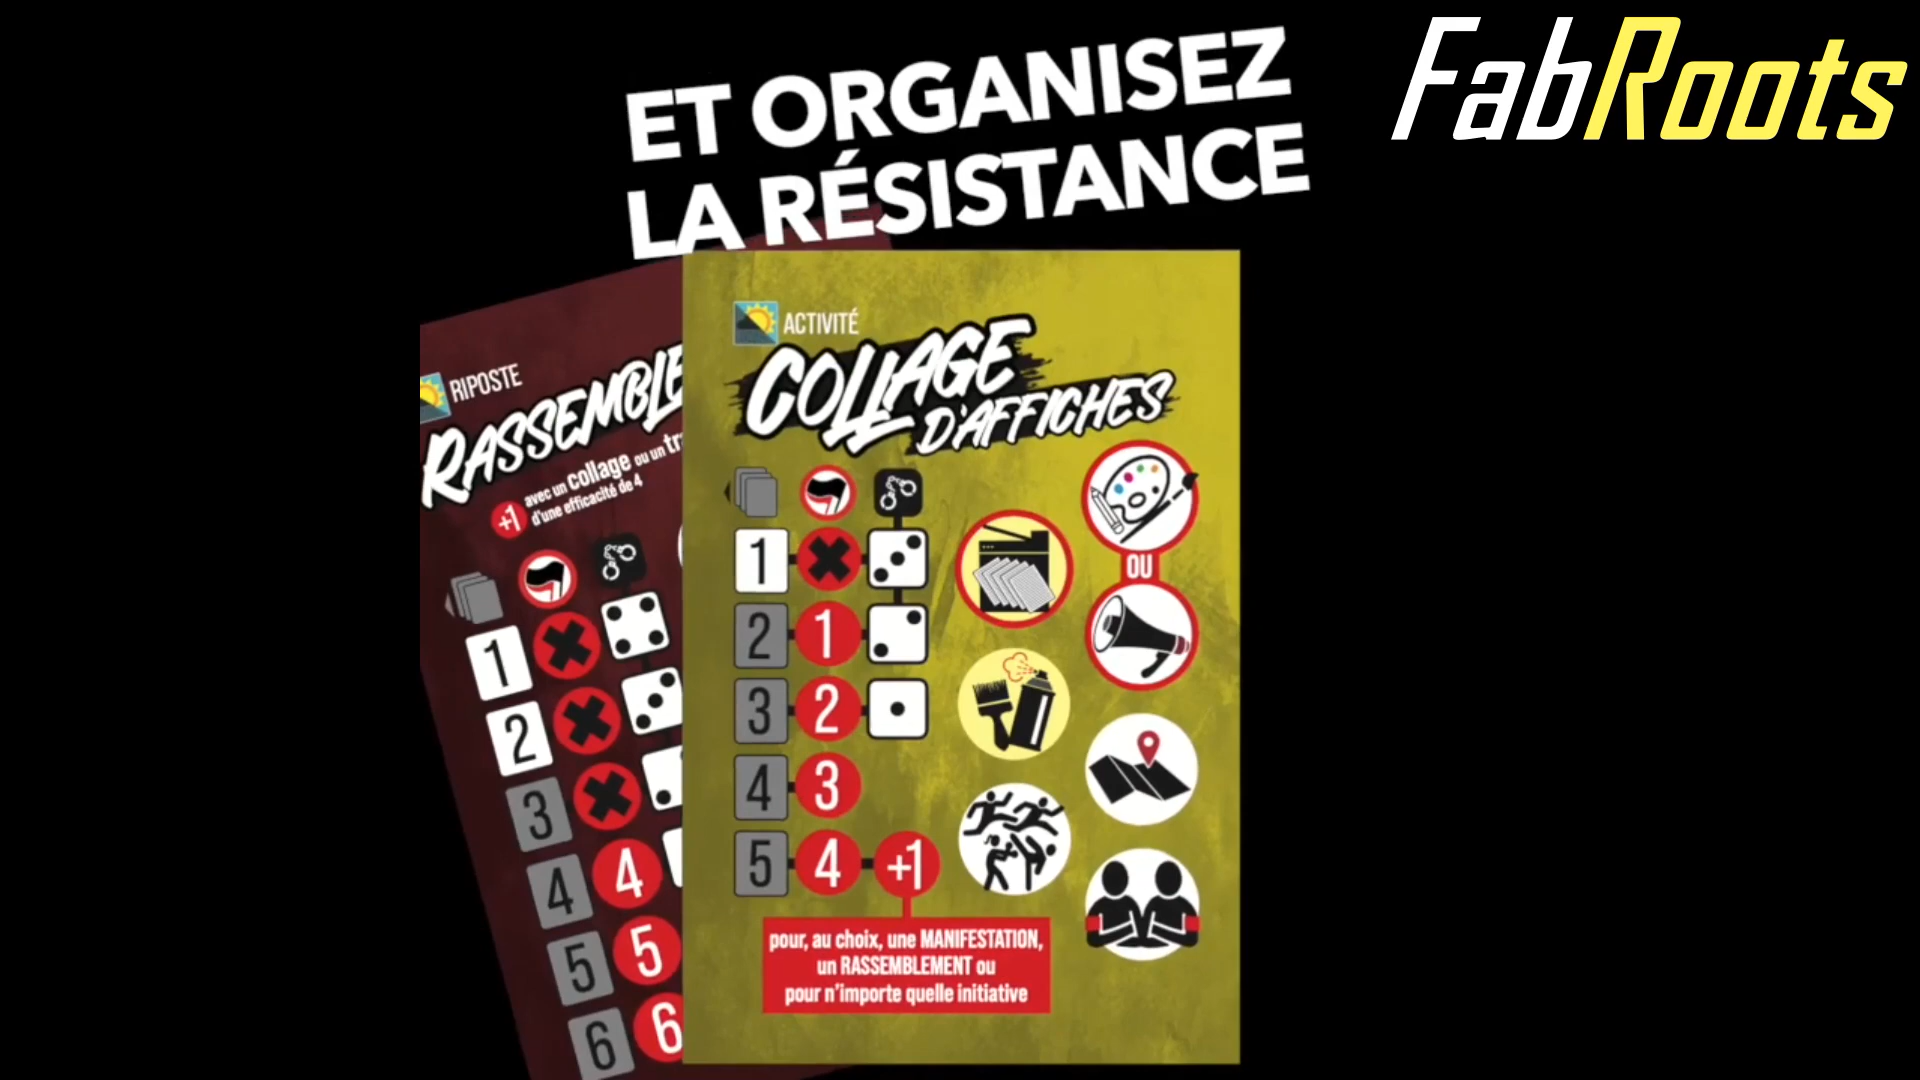 ET ORGANISEZ
LA RÉSISTANCE
FabRoots
RIPOSTE
+1
avec un collage ou un
d'une efficacité de 4
1
2
3
4 4
5 5
6 6
ACTIVITÉ
COLLAGE
D'AFFICHES
1
2 1
3 2
4 3
5 4 +1
OU
pour, au choix, une MANIFESTATION,
un RASSEMBLEMENT ou
pour n'importe quelle initiative